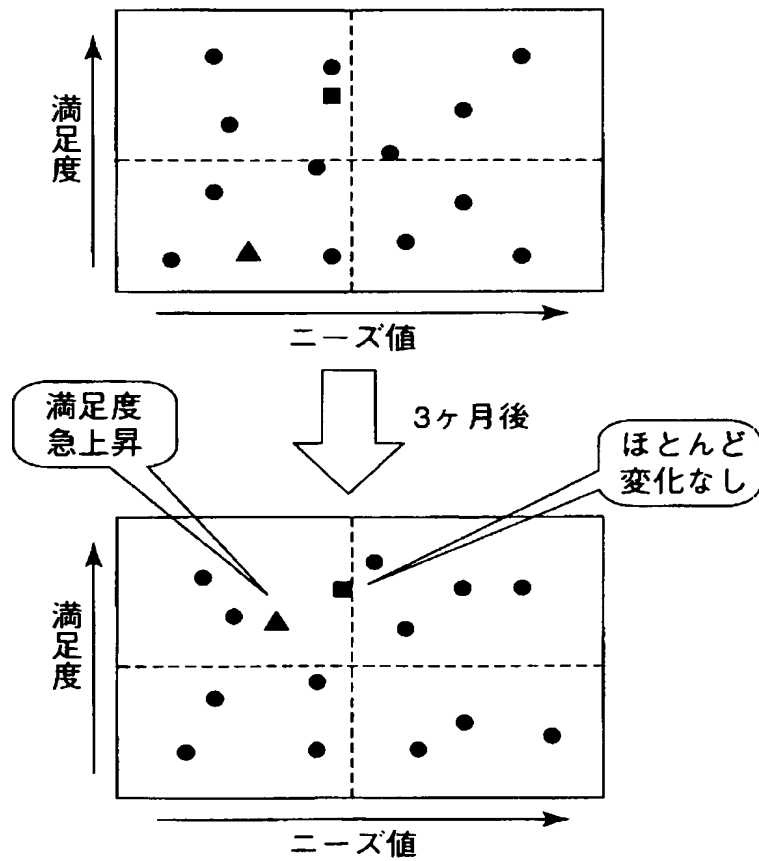 満足度
ニーズ値
満足度
急上昇
3ヶ月後
ほとんど
変化なし
満足度
ニーズ値